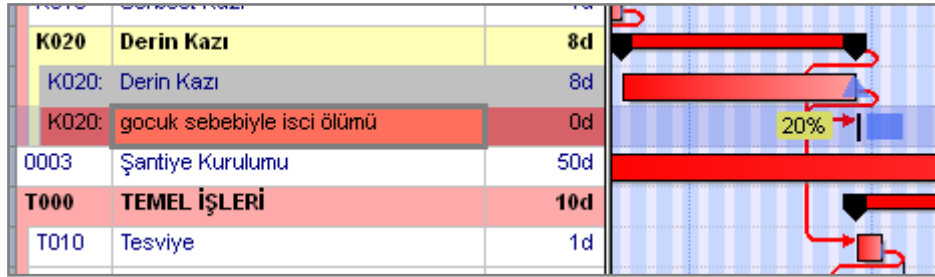 K020 Derin Kazı 8d
K020: Derin Kazı 8d
K020: gocuk sebebiyle isci ölümü 0d 20%
0003 Şantiye Kurulumu 50d
T000 TEMEL İŞLERİ 10d
T010 Tesviye 1d